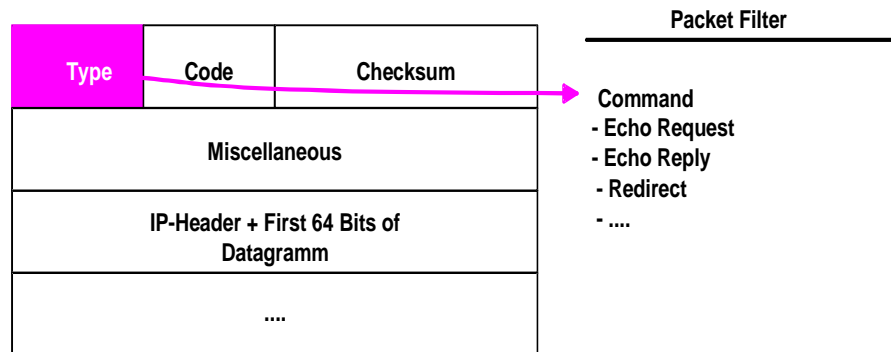 Packet Filter
Type
Code
Checksum
Command
- Echo Request
- Echo Reply
- Redirect
- ....
Miscellaneous
IP-Header + First 64 Bits of
Datagramm
....